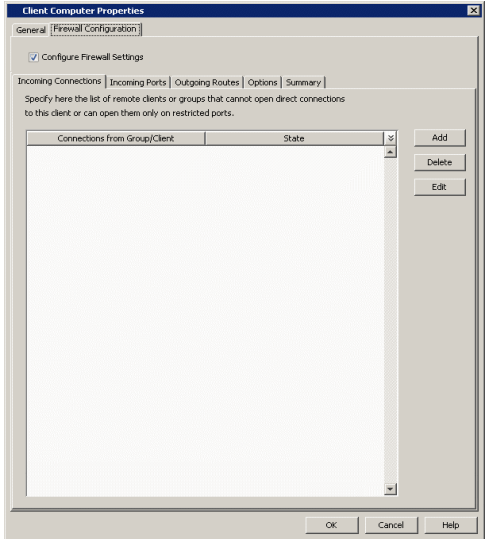 Client Computer Properties
General Firewall Configuration
Configure Firewall Settings
Incoming Connections Incoming Ports Outgoing Routes Options Summary
Specify here the list of remote clients or groups that cannot open direct connections
to this client or can open them only on restricted ports.
Connections from Group/Client State
Add
Delete
Edit
OK Cancel Help